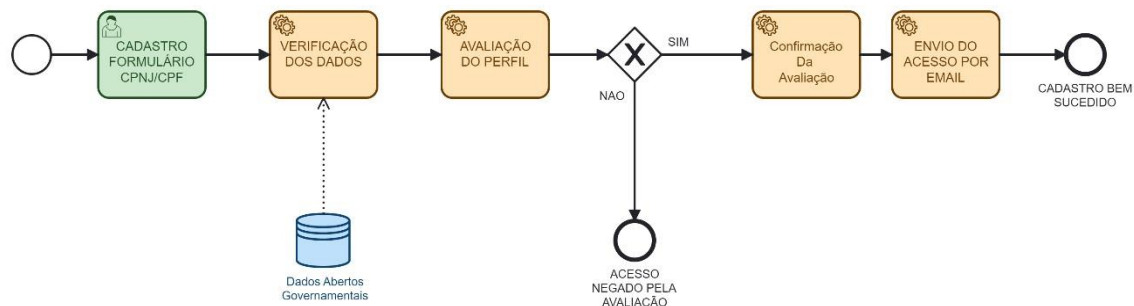 CADASTRO
FORMULÁRIO
CPNJ/CPF
VERIFICAÇÃO
DOS DADOS
AVALIAÇÃO
DO PERFIL
SIM
NAO
Confirmação
Da
Avaliação
ENVIO DO
ACESSO POR
EMAIL
CADASTRO BEM
SUCEDIDO
Dados Abertos
Governamentais
ACESSO
NEGADO PELA
AVALIAÇÃO